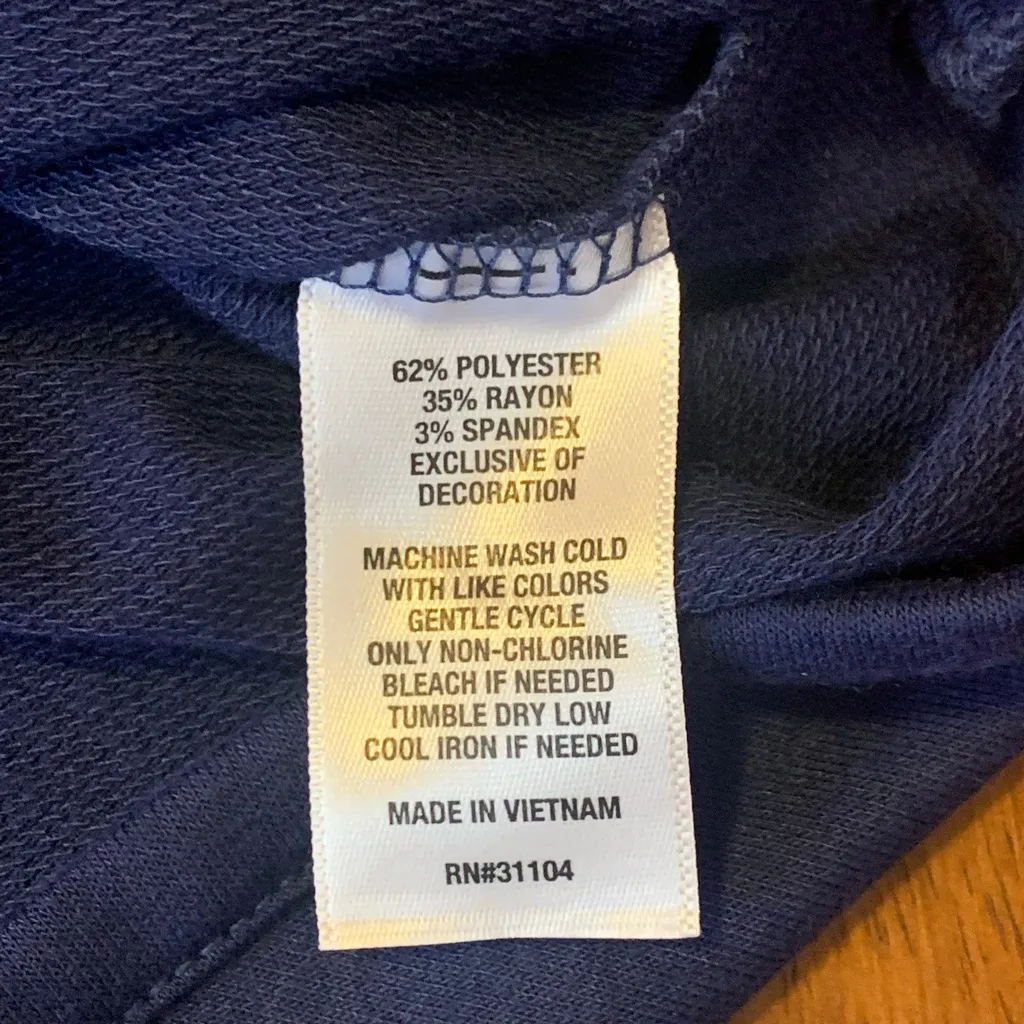 62% POLYESTER
35% RAYON
3% SPANDEX
EXCLUSIVE OF
DECORATION
MACHINE WASH COLD
WITH LIKE COLORS
GENTLE CYCLE
ONLY NON-CHLORINE
BLEACH IF NEEDED
TUMBLE DRY LOW
COOL IRON IF NEEDED
MADE IN VIETNAM
RN#31104